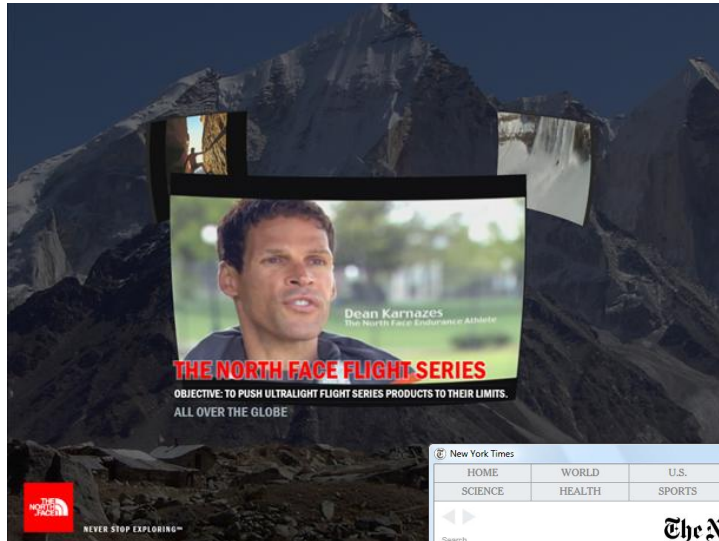 Dean Karnazes
The North Face Endurance Athlete
THE NORTH FACE FLIGHT SERIES
OBJECTIVE: TO PUSH ULTRALIGHT FLIGHT SERIES PRODUCTS TO THEIR LIMITS.
ALL OVER THE GLOBE
THE
NORTH
FACE
NEVER STOP EXPLORING℠
New York Times
HOME WORLD U.S.
SCIENCE HEALTH SPORTS
Search
The N